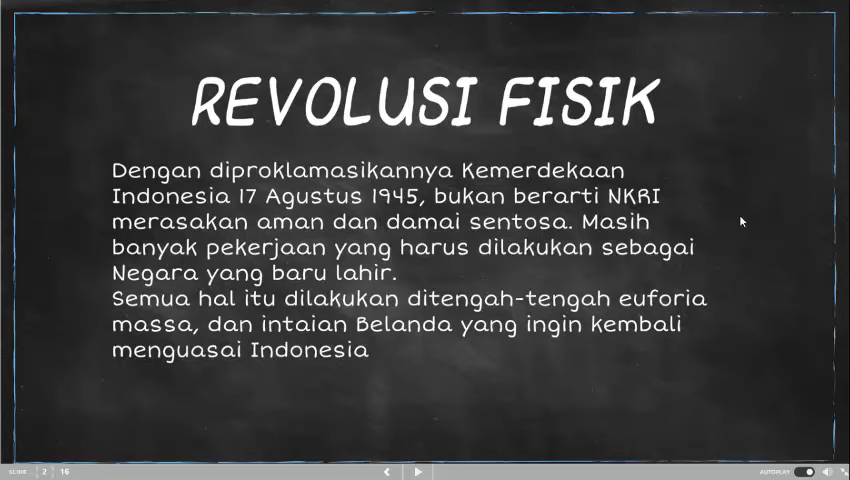 REVOLUSI FISIK
Dengan diproklamasikannya Kemerdekaan
Indonesia 17 Agustus 1945, bukan berarti NKRI
merasakan aman dan damai sentosa. Masih
banyak pekerjaan yang harus dilakukan sebagai
Negara yang baru lahir.
Semua hal itu dilakukan ditengah-tengah euforia
massa, dan intaian Belanda yang ingin kembali
menguasai Indonesia
SLIDE 2 16 AUTOPLAY